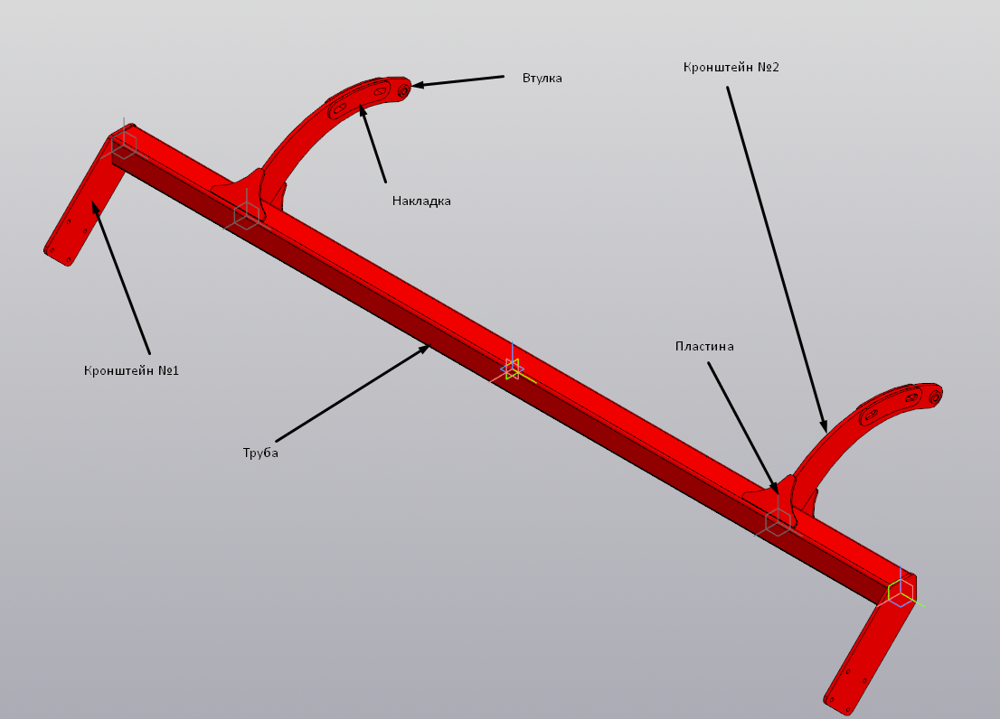 Кронштейн №2
Втулка
Накладка
Пластина
Кронштейн №1
Труба